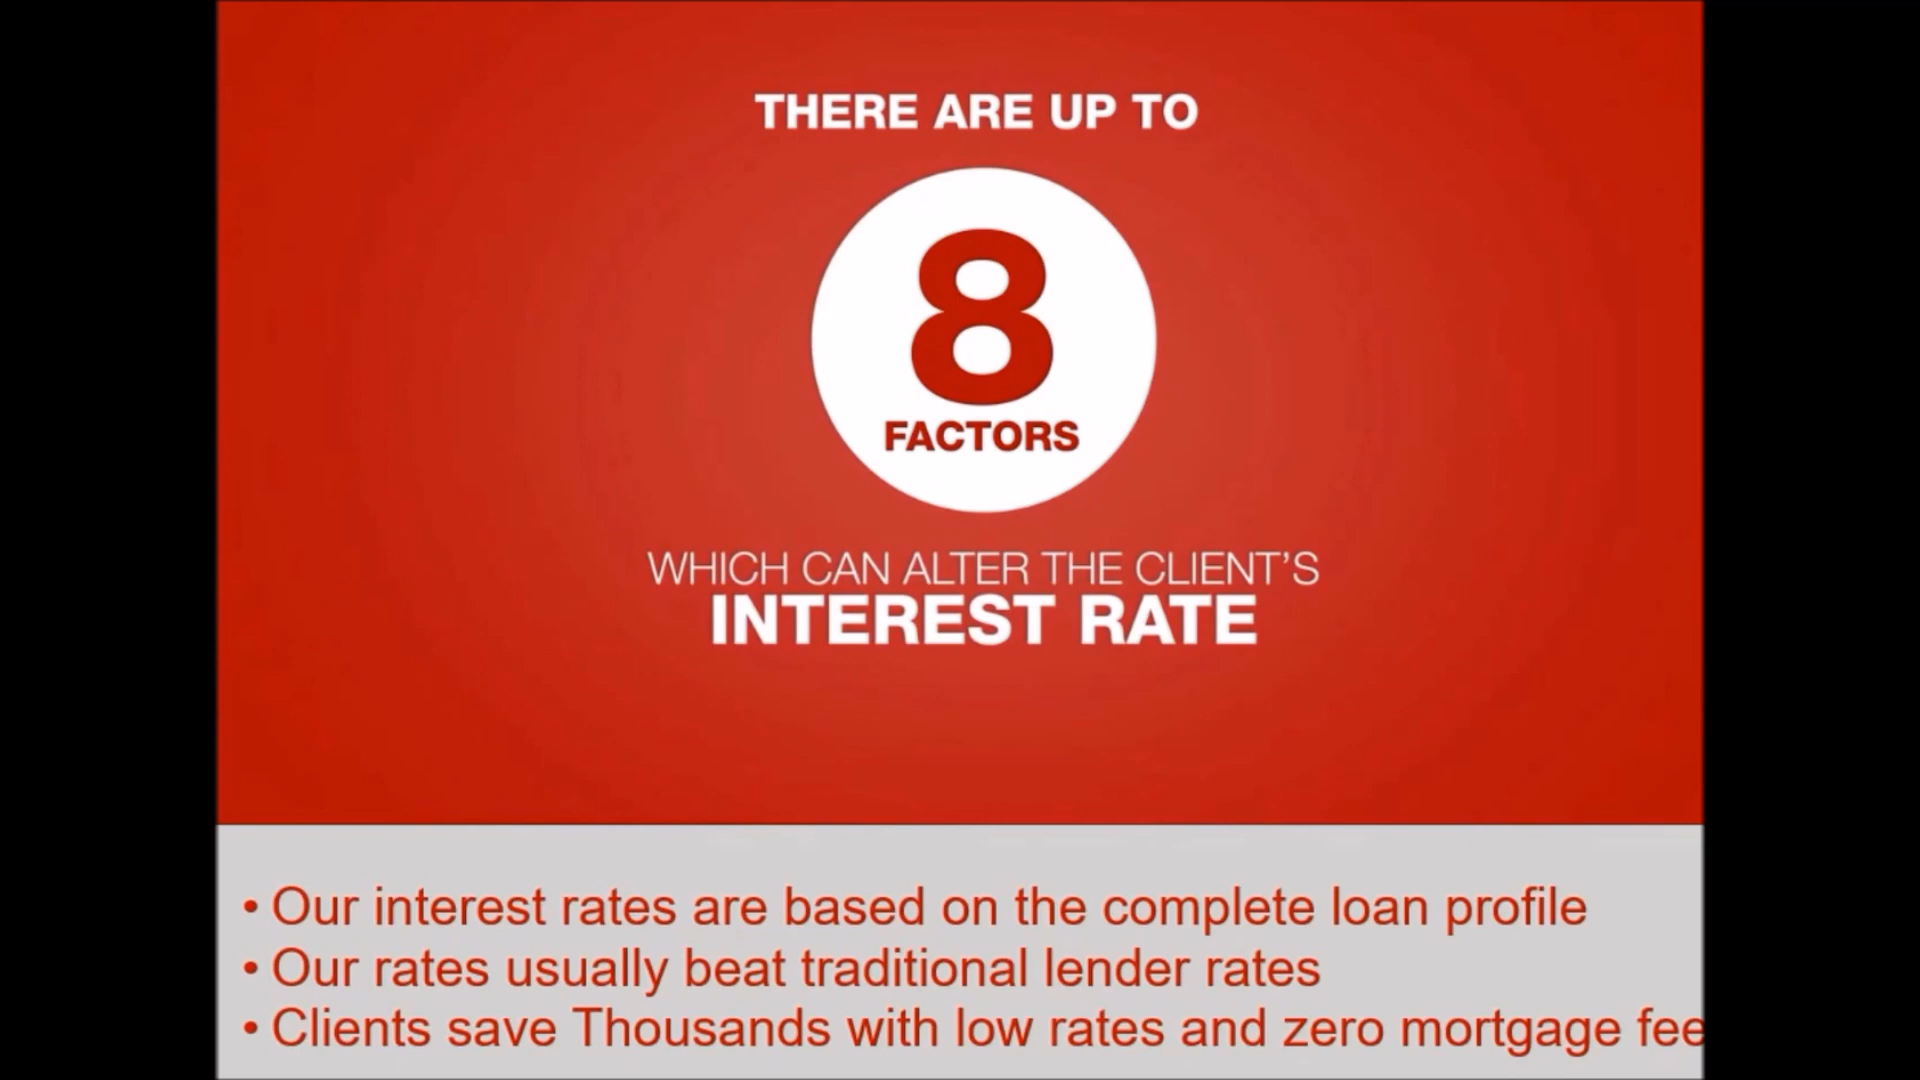 THERE ARE UP TO
8
FACTORS
WHICH CAN ALTER THE CLIENT’S
INTEREST RATE
• Our interest rates are based on the complete loan profile
• Our rates usually beat traditional lender rates
• Clients save Thousands with low rates and zero mortgage fee